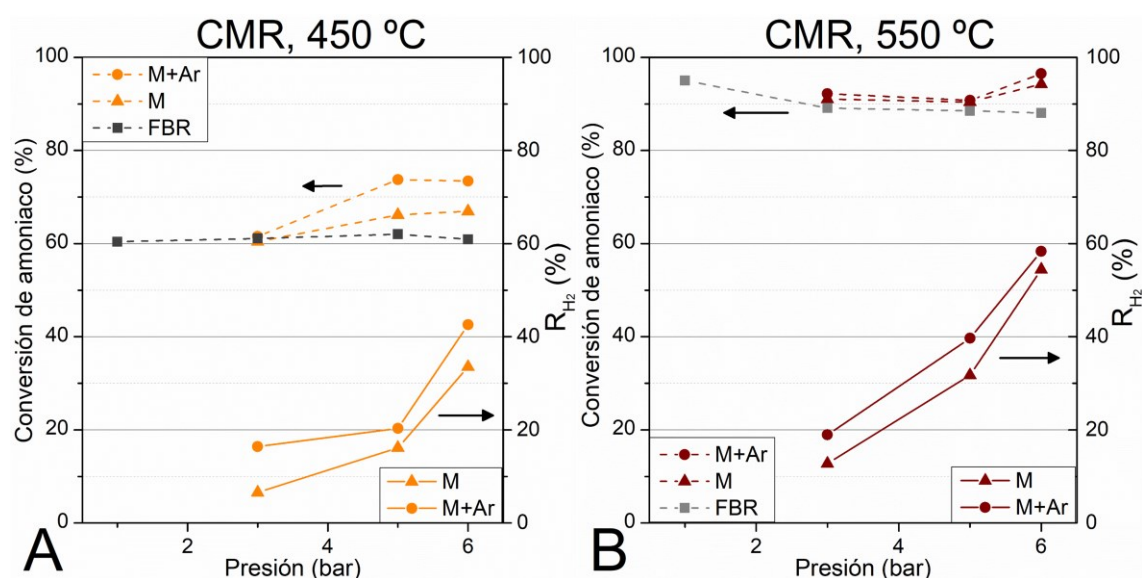 CMR, 450 ºC
100
80
60
40
20
0
Conversión de amoniaco (%)
M+Ar
M
FBR
M
M+Ar
2
4
6
Presión (bar)
100
80
60
40
20
0
R_H2 (%)
A
CMR, 550 ºC
100
80
60
40
20
0
Conversión de amoniaco (%)
M+Ar
M
FBR
M
M+Ar
2
4
6
Presión (bar)
100
80
60
40
20
0
R_H2 (%)
B